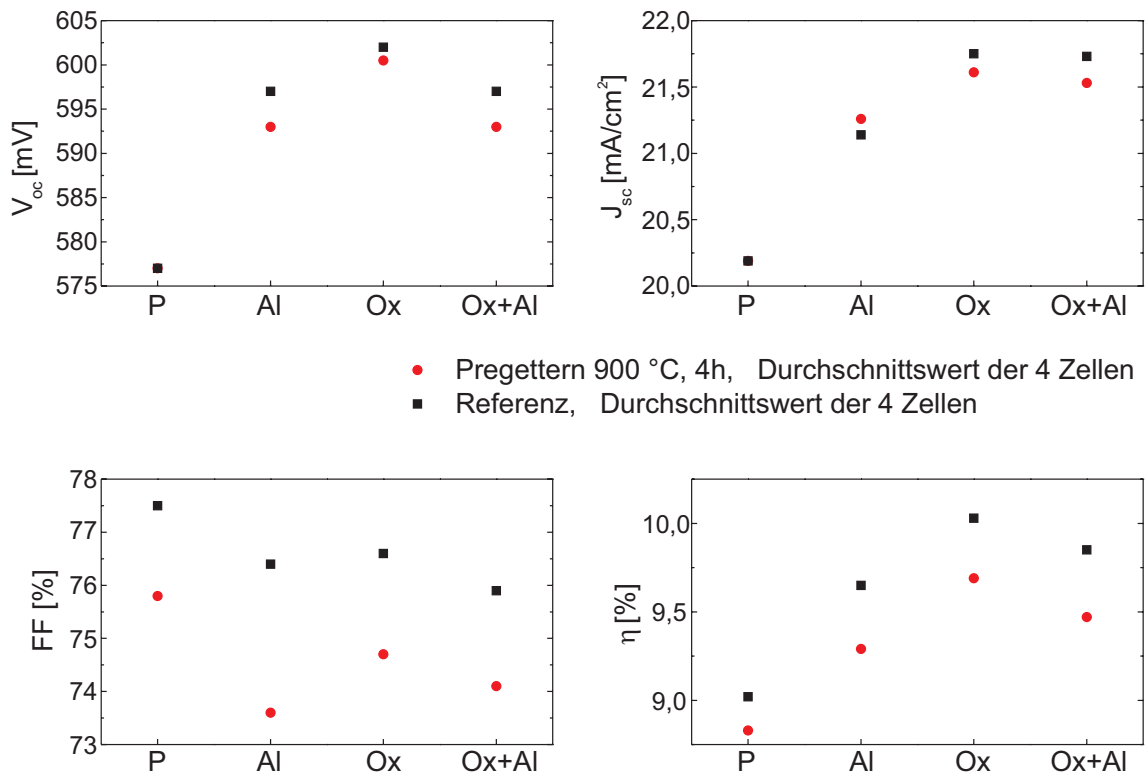 605
600
595
590
585
580
575
V_oc [mV]
P Al Ox Ox+Al
22,0
21,5
21,0
20,5
20,0
J_sc [mA/cm²]
P Al Ox Ox+Al
Pregettern 900 °C, 4h, Durchschnittswert der 4 Zellen
Referenz, Durchschnittswert der 4 Zellen
78
77
76
75
74
73
FF [%]
P Al Ox Ox+Al
10,0
9,5
9,0
η [%]
P Al Ox Ox+Al